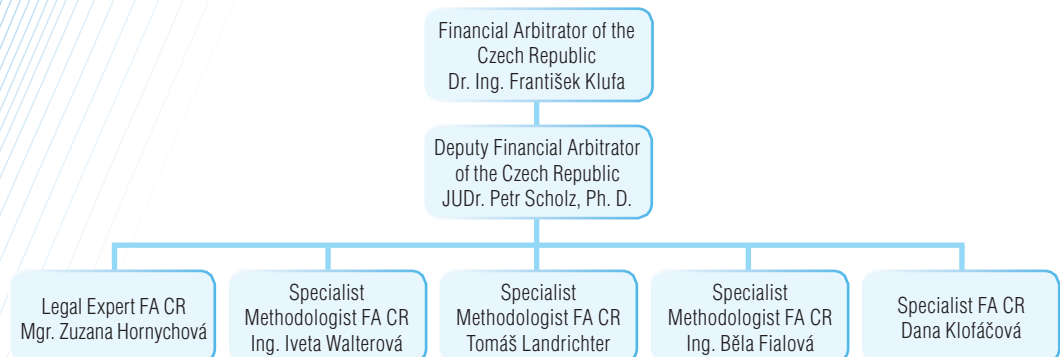 Financial Arbitrator of the
Czech Republic
Dr. Ing. František Klufa
Deputy Financial Arbitrator
of the Czech Republic
JUDr. Petr Scholz, Ph. D.
Legal Expert FA CR
Mgr. Zuzana Hornychová
Specialist
Methodologist FA CR
Ing. Iveta Walterová
Specialist
Methodologist FA CR
Tomáš Landrichter
Specialist
Methodologist FA CR
Ing. Běla Fialová
Specialist FA CR
Dana Klofáčová